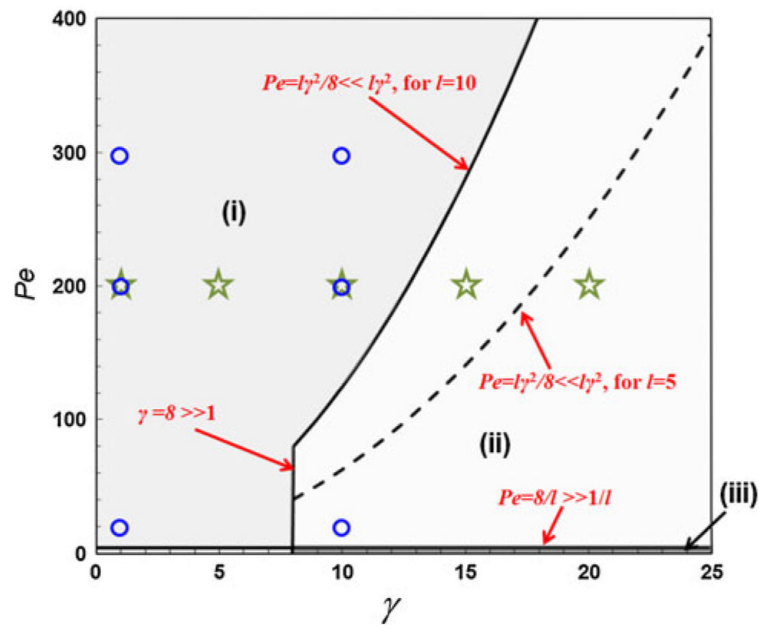 400
Pe=lγ²/8<< lγ², for l=10
300
(i)
Pe
200
Pe=lγ²/8<<lγ², for l=5
γ =8 >>1
100
(ii)
Pe=8/l >>1/l
(iii)
0
0 5 10 15 20 25
γ